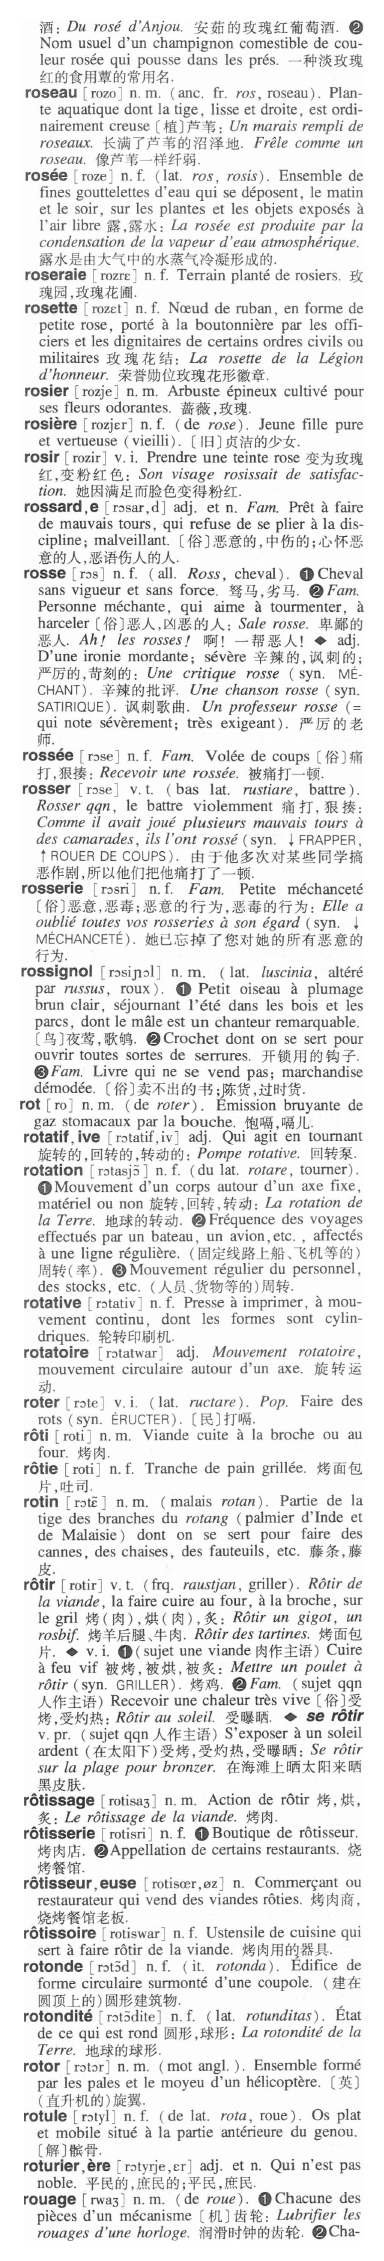 酒: Du rosé d'Anjou. 安茹的玫瑰红葡萄酒. ❷
Nom usuel d'un champignon comestible de cou-
leur rosée qui pousse dans les prés. 一种淡玫瑰
红的食用蕈的常用名.
roseau [rozo] n. m. (anc. fr. ros, roseau). Plan-
te aquatique dont la tige, lisse et droite, est ordi-
nairement creuse [植]芦苇: Un marais rempli de
roseaux. 长满了芦苇的沼泽地. Frêle comme un
roseau. 像芦苇一样纤弱.
rosée [roze] n. f. (lat. ros, rosis). Ensemble de
fines gouttelettes d'eau qui se déposent, le matin
et le soir, sur les plantes et les objets exposés à
l'air libre 露,露水: La rosée est produite par la
condensation de la vapeur d'eau atmosphérique.
露水是由大气中的水蒸气冷凝形成的.
roseraie [rozrɛ] n. f. Terrain planté de rosiers. 玫
瑰园,玫瑰花圃.
rosette [rozɛt] n. f. Nœud de ruban, en forme de
petite rose, porté à la boutonnière par les offi-
ciers et les dignitaires de certains ordres civils ou
militaires 玫瑰花结: La rosette de la Légion
d'honneur. 荣誉勋位玫瑰花形徽章.
rosier [rozje] n. m. Arbuste épineux cultivé pour
ses fleurs odorantes. 蔷薇,玫瑰.
rosière [rozjɛr] n. f. (de rose). Jeune fille pure
et vertueuse (vieilli). [旧]贞洁的少女.
rosir [rozir] v. i. Prendre une teinte rose 变为玫瑰
红,变粉红色: Son visage rosissait de satisfac-
tion. 她因满足而脸色变得粉红.
rossard,e [rɔsar,d] adj. et n. Fam. Prêt à faire
de mauvais tours, qui refuse de se plier à la dis-
cipline; malveillant. [俗]恶意的,中伤的;心怀恶
意的人,恶语伤人的人.
rosse [rɔs] n. f. (all. Ross, cheval). ❶Cheval
sans vigueur et sans force. 驽马,劣马. ❷Fam.
Personne méchante, qui aime à tourmenter, à
harceler [俗]恶人,凶恶的人: Sale rosse. 卑鄙的
恶人. Ah! les rosses! 啊! 一帮恶人! ◆ adj.
D'une ironie mordante; sévère 辛辣的,讽刺的;
严厉的,苛刻的: Une critique rosse (syn. MÉ-
CHANT). 辛辣的批评. Une chanson rosse (syn.
SATIRIQUE). 讽刺歌曲. Un professeur rosse (=
qui note sévèrement; très exigeant). 严厉的老
师.
rossée [rɔse] n. f. Fam. Volée de coups [俗]痛
打,狠揍: Recevoir une rossée. 被痛打一顿.
rosser [rɔse] v. t. (bas lat. rustiare, battre).
Rosser qqn, le battre violemment 痛打,狠揍:
Comme il avait joué plusieurs mauvais tours à
des camarades, ils l'ont rossé (syn. ↓FRAPPER,
↑ROUER DE COUPS). 由于他多次对某些同学搞
恶作剧,所以他们把他痛打了一顿.
rosserie [rɔsri] n. f. Fam. Petite méchanceté
[俗]恶意,恶毒;恶意的行为,恶毒的行为: Elle a
oublié toutes vos rosseries à son égard (syn. ↓
MÉCHANCETÉ). 她已忘掉了您对她的所有恶意的
行为.
rossignol [rɔsiɲɔl] n. m. (lat. luscinia, altéré
par russus, roux). ❶ Petit oiseau à plumage
brun clair, séjournant l'été dans les bois et les
parcs, dont le mâle est un chanteur remarquable.
[鸟]夜莺,歌鸲. ❷Crochet dont on se sert pour
ouvrir toutes sortes de serrures. 开锁用的钩子.
❸Fam. Livre qui ne se vend pas; marchandise
démodée. [俗]卖不出的书;陈货,过时货.
rot [ro] n. m. (de roter). Émission bruyante de
gaz stomacaux par la bouche. 饱嗝,嗝儿.
rotatif,ive [rɔtatif,iv] adj. Qui agit en tournant
旋转的,回转的,转动的: Pompe rotative. 回转泵.
rotation [rɔtasjɔ̃] n. f. (du lat. rotare, tourner).
❶Mouvement d'un corps autour d'un axe fixe,
matériel ou non 旋转,回转,转动: La rotation de
la Terre. 地球的转动. ❷Fréquence des voyages
effectués par un bateau, un avion,etc., affectés
à une ligne régulière. (固定线路上船、飞机等的)
周转(率). ❸Mouvement régulier du personnel,
des stocks, etc. (人员、货物等的)周转.
rotative [rɔtativ] n. f. Presse à imprimer, à mou-
vement continu, dont les formes sont cylin-
driques. 轮转印刷机.
rotatoire [rɔtatwar] adj. Mouvement rotatoire,
mouvement circulaire autour d'un axe. 旋转运
动.
roter [rɔte] v. i. (lat. ructare). Pop. Faire des
rots (syn. ÉRUCTER). [民]打嗝.
rôti [roti] n. m. Viande cuite à la broche ou au
four. 烤肉.
rôtie [roti] n. f. Tranche de pain grillée. 烤面包
片,吐司.
rotin [rɔtɛ̃] n. m. (malais rotan). Partie de la
tige des branches du rotang (palmier d'Inde et
de Malaisie) dont on se sert pour faire des
cannes, des chaises, des fauteuils, etc. 藤条,藤
皮.
rôtir [rotir] v. t. (frq. raustjan, griller). Rôtir de
la viande, la faire cuire au four, à la broche, sur
le gril 烤(肉),烘(肉),炙: Rôtir un gigot, un
rosbif. 烤羊后腿、牛肉. Rôtir des tartines. 烤面包
片. ◆ v. i. ❶(sujet une viande 肉作主语) Cuire
à feu vif 被烤,被烘,被炙: Mettre un poulet à
rôtir (syn. GRILLER). 烤鸡. ❷Fam. (sujet qqn
人作主语) Recevoir une chaleur très vive [俗]受
烤,受灼热: Rôtir au soleil. 受曝晒. ◆ se rôtir
v. pr. (sujet qqn 人作主语) S'exposer à un soleil
ardent (在太阳下)受烤,受灼热,受曝晒: Se rôtir
sur la plage pour bronzer. 在海滩上晒太阳来晒
黑皮肤.
rôtissage [rotisaʒ] n. m. Action de rôtir 烤,烘,
炙: Le rôtissage de la viande. 烤肉.
rôtisserie [rotisri] n. f. ❶Boutique de rôtisseur.
烤肉店. ❷Appellation de certains restaurants. 烧
烤餐馆.
rôtisseur,euse [rotisœr,øz] n. Commerçant ou
restaurateur qui vend des viandes rôties. 烤肉商,
烧烤餐馆老板.
rôtissoire [rotiswar] n. f. Ustensile de cuisine qui
sert à faire rôtir de la viande. 烤肉用的器具.
rotonde [rɔtɔ̃d] n. f. (it. rotonda). Édifice de
forme circulaire surmonté d'une coupole. (建在
圆顶上的)圆形建筑物.
rotondité [rɔtɔ̃dite] n. f. (lat. rotunditas). État
de ce qui est rond 圆形,球形: La rotondité de la
Terre. 地球的球形.
rotor [rɔtɔr] n. m. (mot angl.). Ensemble formé
par les pales et le moyeu d'un hélicoptère. [英]
(直升机的)旋翼.
rotule [rɔtyl] n. f. (de lat. rota, roue). Os plat
et mobile situé à la partie antérieure du genou.
[解]髌骨.
roturier,ère [rɔtyrje,ɛr] adj. et n. Qui n'est pas
noble. 平民的,庶民的;平民,庶民.
rouage [rwaʒ] n. m. (de roue). ❶Chacune des
pièces d'un mécanisme [机]齿轮: Lubrifier les
rouages d'une horloge. 润滑时钟的齿轮. ❷Cha-